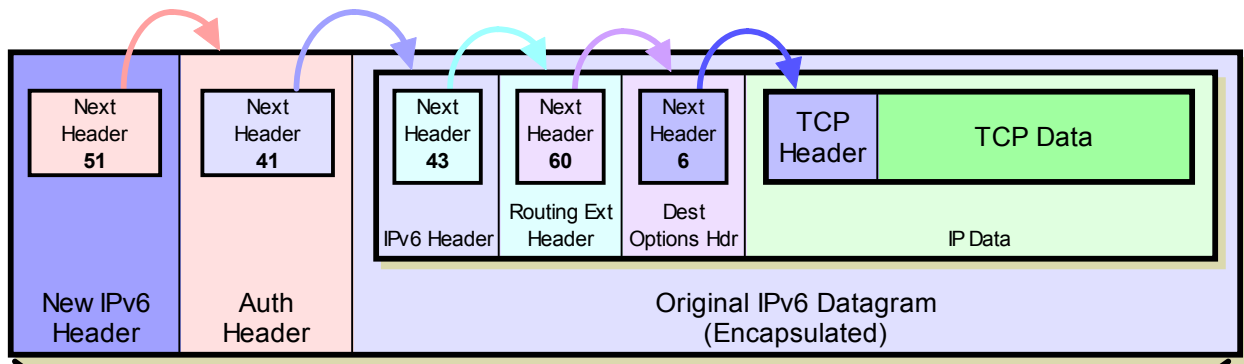 Next
Header
51
Next
Header
41
Next
Header
43
Next
Header
60
Next
Header
6
TCP
Header
TCP Data
IPv6 Header
Routing Ext
Header
Dest
Options Hdr
IP Data
New IPv6
Header
Auth
Header
Original IPv6 Datagram
(Encapsulated)